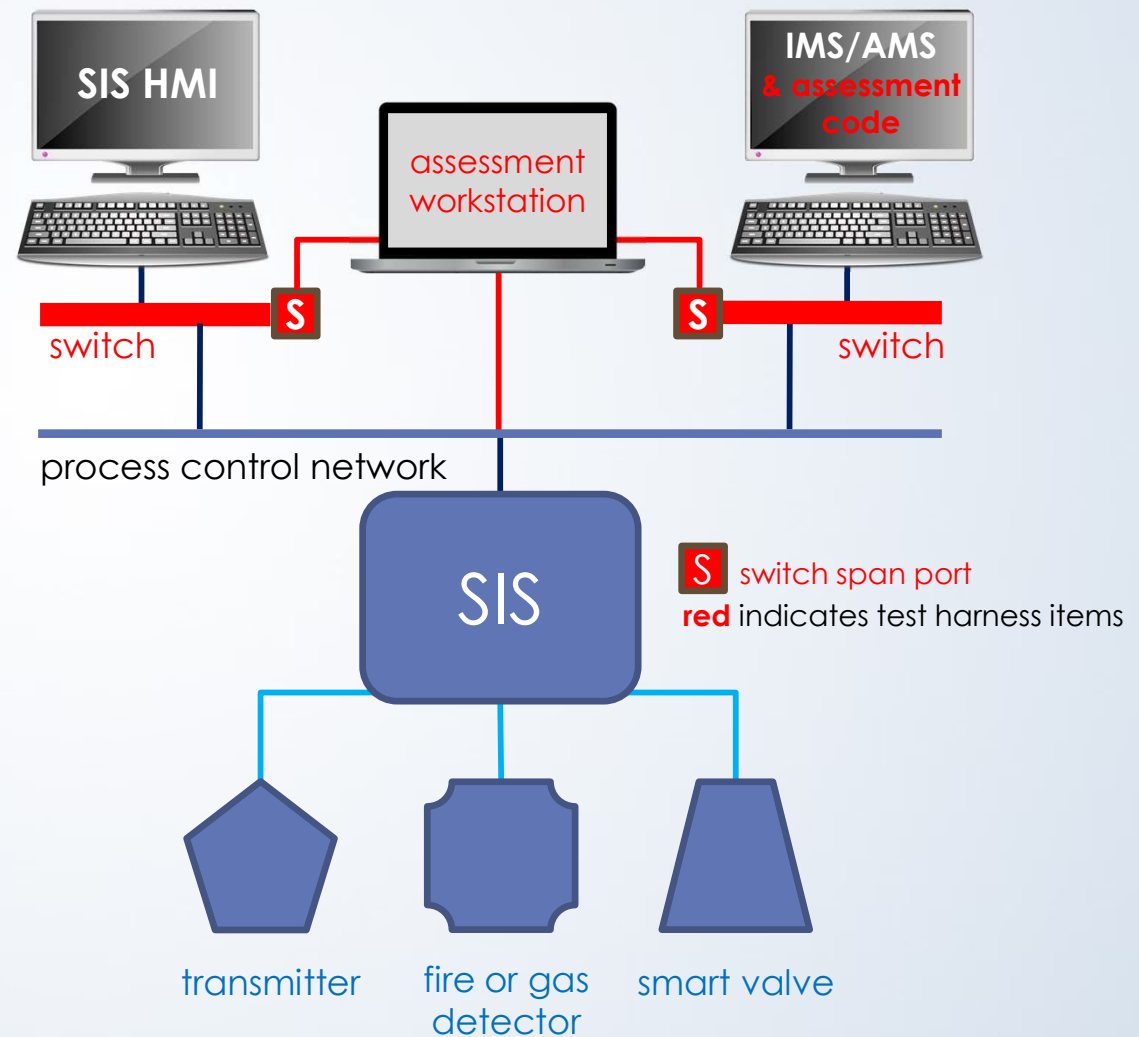 SIS HMI
assessment
workstation
IMS/AMS
& assessment
code
S
S
switch
switch
process control network
SIS
S switch span port
red indicates test harness items
transmitter
fire or gas
detector
smart valve